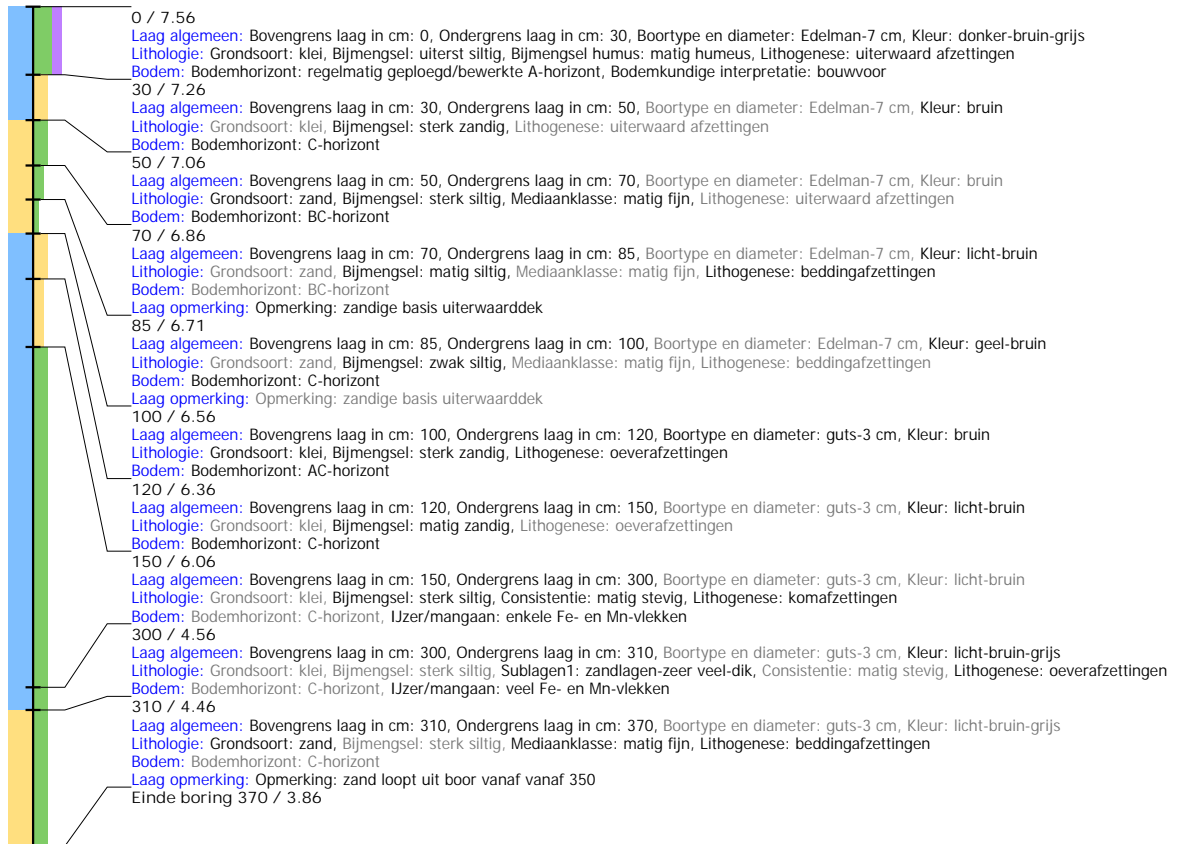 0 / 7.56
Laag algemeen: Bovengrens laag in cm: 0, Ondergrens laag in cm: 30, Boortype en diameter: Edelman-7 cm, Kleur: donker-bruin-grijs
Lithologie: Grondsoort: klei, Bijmengsel: uiterst siltig, Bijmengsel humus: matig humeus, Lithogenese: uiterwaard afzettingen
Bodem: Bodemhorizont: regelmatig geploegd/bewerkte A-horizont, Bodemkundige interpretatie: bouwvoor
30 / 7.26
Laag algemeen: Bovengrens laag in cm: 30, Ondergrens laag in cm: 50, Boortype en diameter: Edelman-7 cm, Kleur: bruin
Lithologie: Grondsoort: klei, Bijmengsel: sterk zandig, Lithogenese: uiterwaard afzettingen
Bodem: Bodemhorizont: C-horizont
50 / 7.06
Laag algemeen: Bovengrens laag in cm: 50, Ondergrens laag in cm: 70, Boortype en diameter: Edelman-7 cm, Kleur: bruin
Lithologie: Grondsoort: zand, Bijmengsel: sterk siltig, Mediaanklasse: matig fijn, Lithogenese: uiterwaard afzettingen
Bodem: Bodemhorizont: BC-horizont
70 / 6.86
Laag algemeen: Bovengrens laag in cm: 70, Ondergrens laag in cm: 85, Boortype en diameter: Edelman-7 cm, Kleur: licht-bruin
Lithologie: Grondsoort: zand, Bijmengsel: matig siltig, Mediaanklasse: matig fijn, Lithogenese: beddingafzettingen
Bodem: Bodemhorizont: BC-horizont
Laag opmerking: Opmerking: zandige basis uiterwaarddek
85 / 6.71
Laag algemeen: Bovengrens laag in cm: 85, Ondergrens laag in cm: 100, Boortype en diameter: Edelman-7 cm, Kleur: geel-bruin
Lithologie: Grondsoort: zand, Bijmengsel: zwak siltig, Mediaanklasse: matig fijn, Lithogenese: beddingafzettingen
Bodem: Bodemhorizont: C-horizont
Laag opmerking: Opmerking: zandige basis uiterwaarddek
100 / 6.56
Laag algemeen: Bovengrens laag in cm: 100, Ondergrens laag in cm: 120, Boortype en diameter: guts-3 cm, Kleur: bruin
Lithologie: Grondsoort: klei, Bijmengsel: sterk zandig, Lithogenese: oeverafzettingen
Bodem: Bodemhorizont: AC-horizont
120 / 6.36
Laag algemeen: Bovengrens laag in cm: 120, Ondergrens laag in cm: 150, Boortype en diameter: guts-3 cm, Kleur: licht-bruin
Lithologie: Grondsoort: klei, Bijmengsel: matig zandig, Lithogenese: oeverafzettingen
Bodem: Bodemhorizont: C-horizont
150 / 6.06
Laag algemeen: Bovengrens laag in cm: 150, Ondergrens laag in cm: 300, Boortype en diameter: guts-3 cm, Kleur: licht-bruin
Lithologie: Grondsoort: klei, Bijmengsel: sterk siltig, Consistentie: matig stevig, Lithogenese: komafzettingen
Bodem: Bodemhorizont: C-horizont, IJzer/mangaan: enkele Fe- en Mn-vlekken
300 / 4.56
Laag algemeen: Bovengrens laag in cm: 300, Ondergrens laag in cm: 310, Boortype en diameter: guts-3 cm, Kleur: licht-bruin-grijs
Lithologie: Grondsoort: klei, Bijmengsel: sterk siltig, Sublagen1: zandlagen-zeer veel-dik, Consistentie: matig stevig, Lithogenese: oeverafzettingen
Bodem: Bodemhorizont: C-horizont, IJzer/mangaan: veel Fe- en Mn-vlekken
310 / 4.46
Laag algemeen: Bovengrens laag in cm: 310, Ondergrens laag in cm: 370, Boortype en diameter: guts-3 cm, Kleur: licht-bruin-grijs
Lithologie: Grondsoort: zand, Bijmengsel: sterk siltig, Mediaanklasse: matig fijn, Lithogenese: beddingafzettingen
Bodem: Bodemhorizont: C-horizont
Laag opmerking: Opmerking: zand loopt uit boor vanaf vanaf 350
Einde boring 370 / 3.86